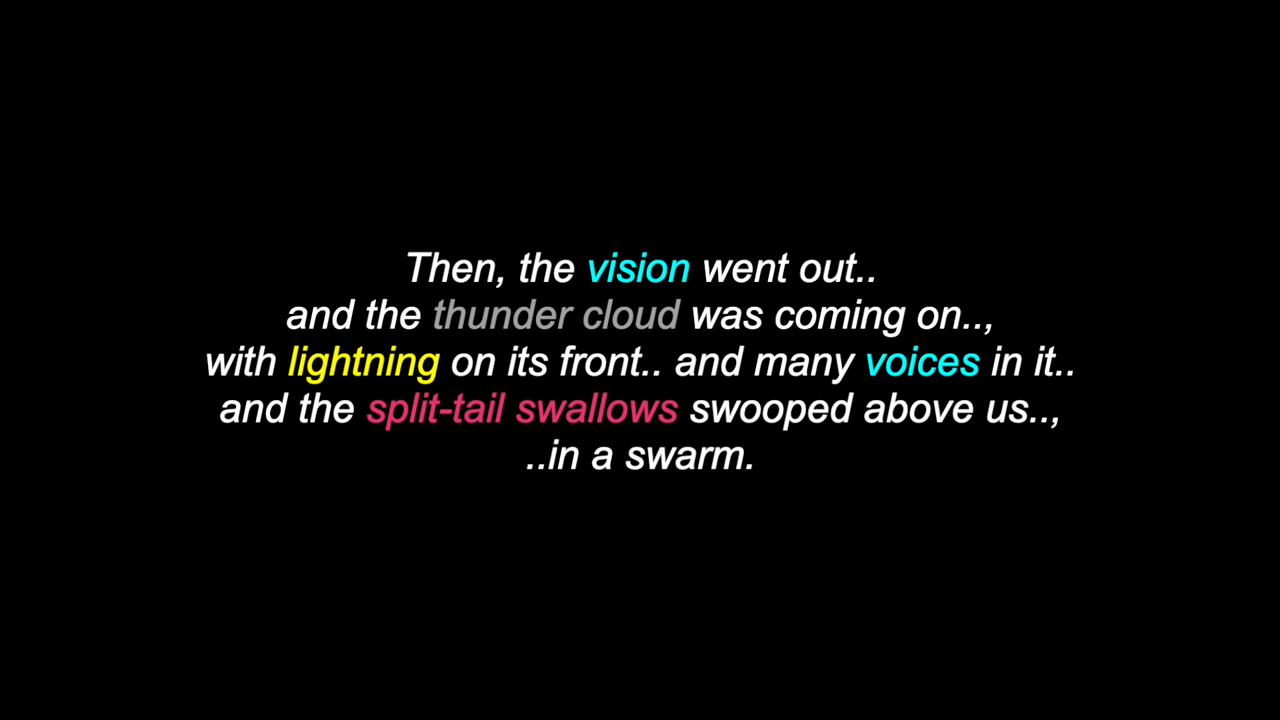 Then, the vision went out..
and the thunder cloud was coming on..,
with lightning on its front.. and many voices in it..
and the split-tail swallows swooped above us..,
..in a swarm.